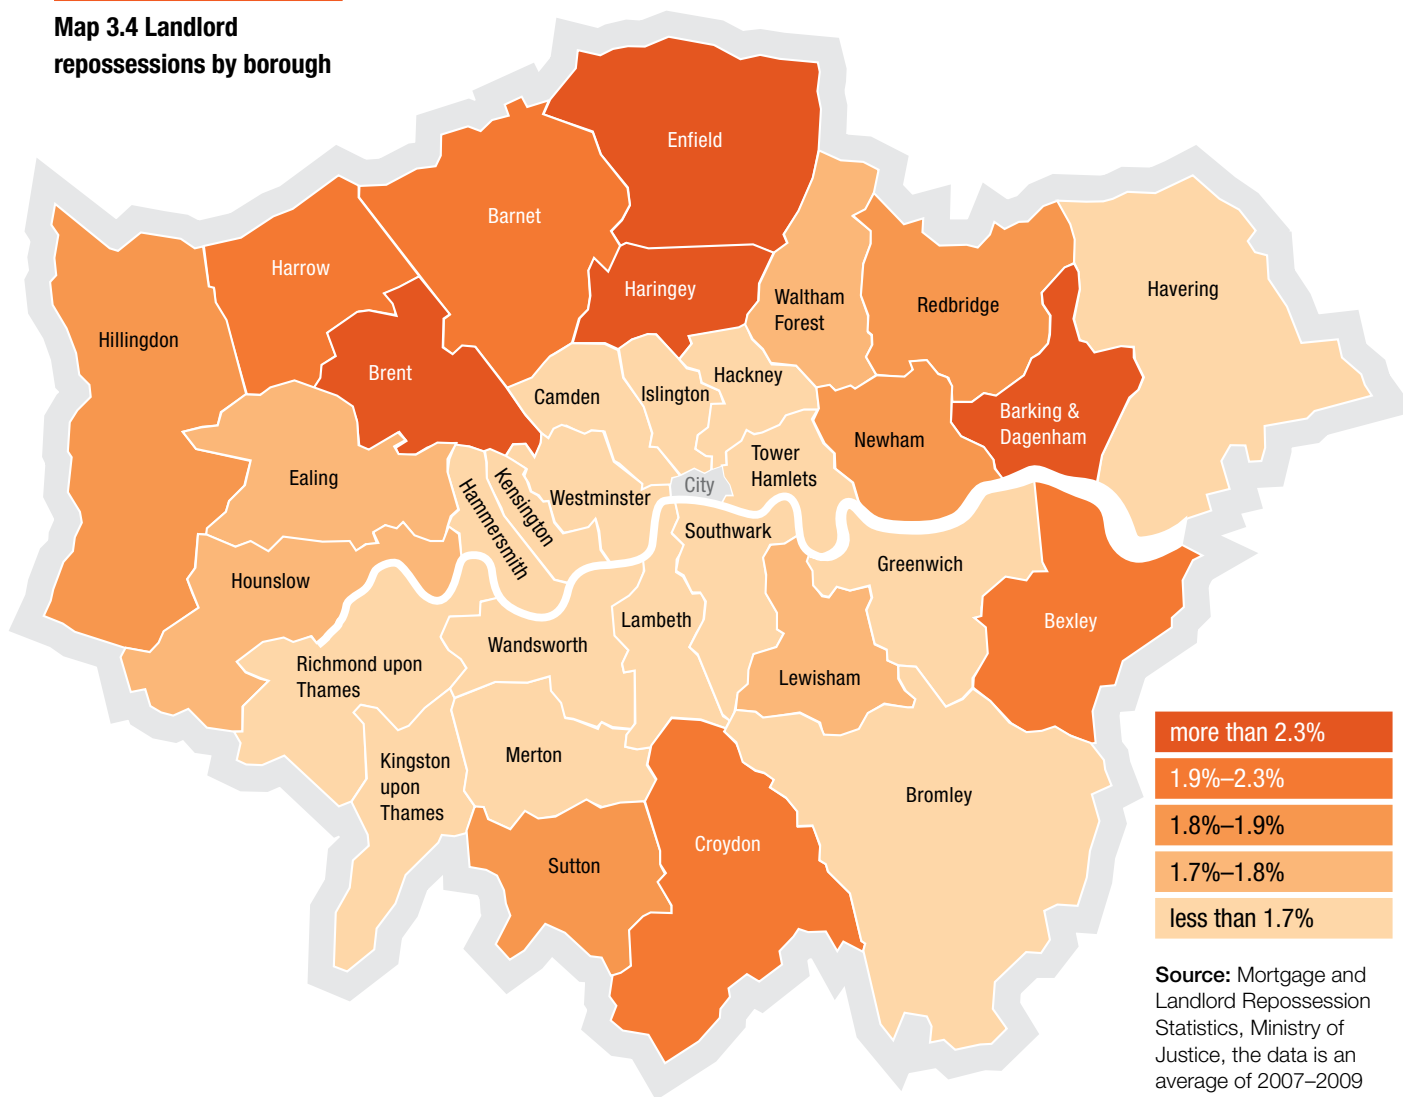 Map 3.4 Landlord
repossessions by borough
Enfield
Barnet
Harrow
Haringey
Waltham
Forest
Redbridge
Havering
Hillingdon
Brent
Camden
Islington
Hackney
Barking &
Dagenham
Newham
Ealing
Kensington
Hammersmith
Westminster
City
Tower
Hamlets
Southwark
Greenwich
Hounslow
Lambeth
Bexley
Wandsworth
Richmond upon
Thames
Lewisham
Merton
Kingston
upon
Thames
Bromley
Croydon
Sutton
more than 2.3%
1.9%–2.3%
1.8%–1.9%
1.7%–1.8%
less than 1.7%
Source: Mortgage and
Landlord Repossession
Statistics, Ministry of
Justice, the data is an
average of 2007–2009